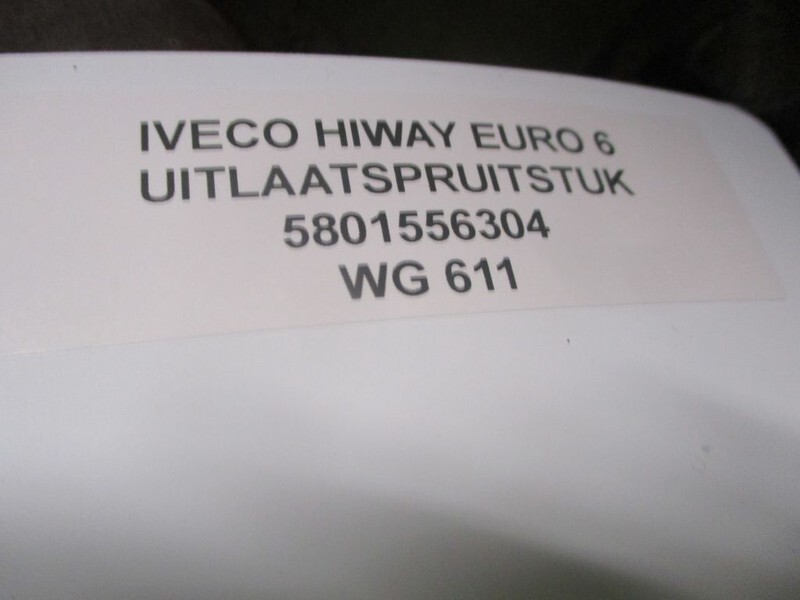 IVECO HIWAY EURO 6
UITLAATSPRUITSTUK
5801556304
WG 611